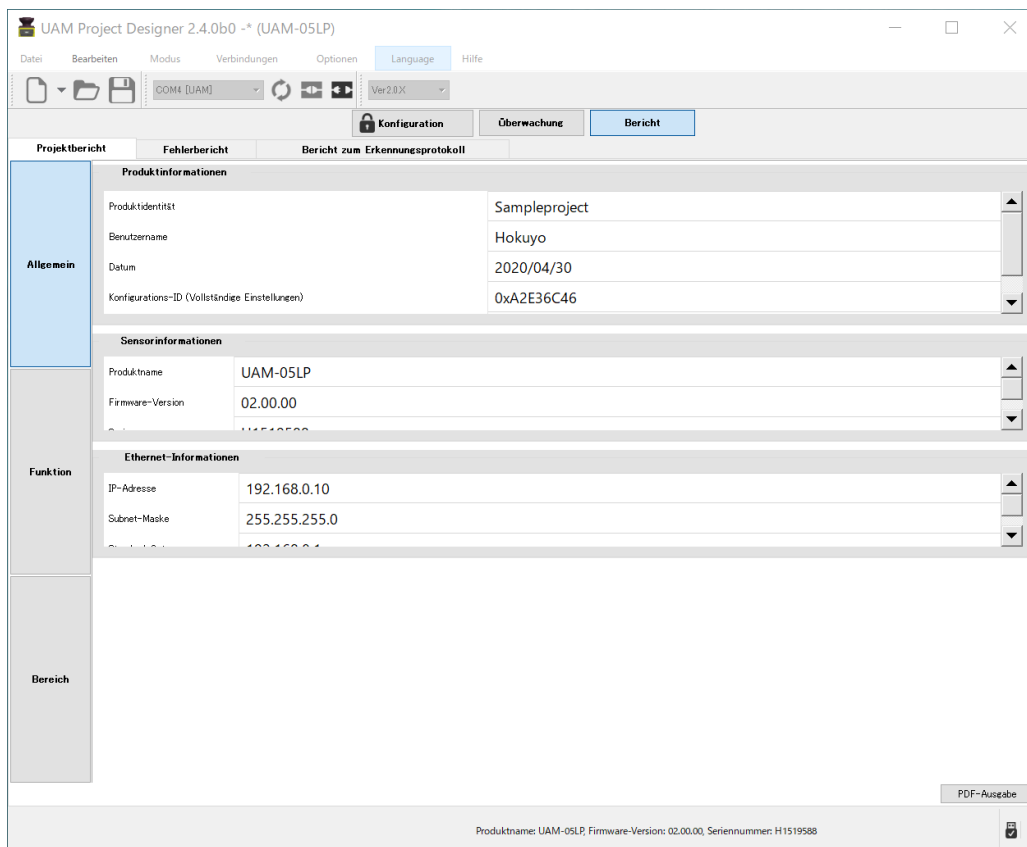 UAM Project Designer 2.4.0b0 -* (UAM-05LP)
Datei Bearbeiten Modus Verbindungen Optionen Language Hilfe
COM4 [UAM] Ver2.0.X
Konfiguration Überwachung Bericht
Projektbericht Fehlerbericht Bericht zum Erkennungsprotokoll
Produktinformationen
Produktidentität Sampleproject
Benutzername Hokuyo
Allgemein
Datum 2020/04/30
Konfigurations-ID (Vollständige Einstellungen) 0xA2E36C46
Sensorinformationen
Produktname UAM-05LP
Firmware-Version 02.00.00
Ethernet-Informationen
Funktion
IP-Adresse 192.168.0.10
Subnet-Maske 255.255.255.0
Bereich
PDF-Ausgabe
Produktname: UAM-05LP, Firmware-Version: 02.00.00, Seriennummer: H1519588